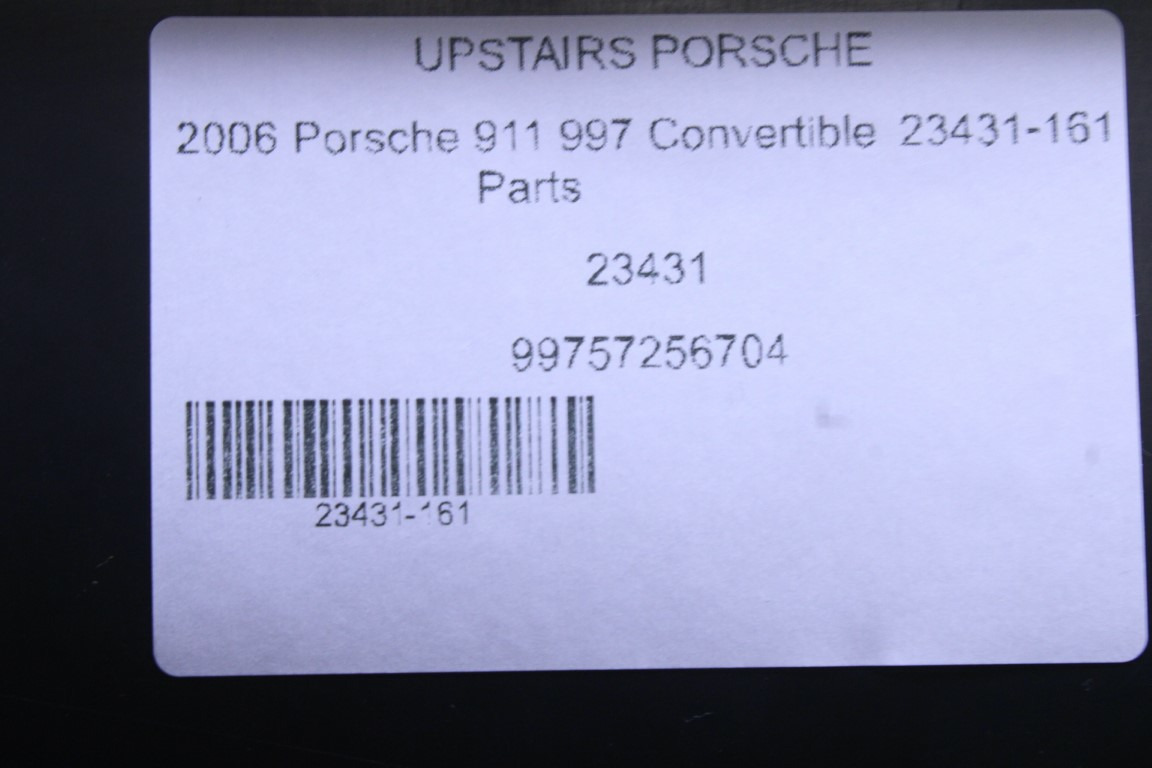 UPSTAIRS PORSCHE
2006 Porsche 911 997 Convertible 23431-161
Parts
23431
99757256704
23431-161